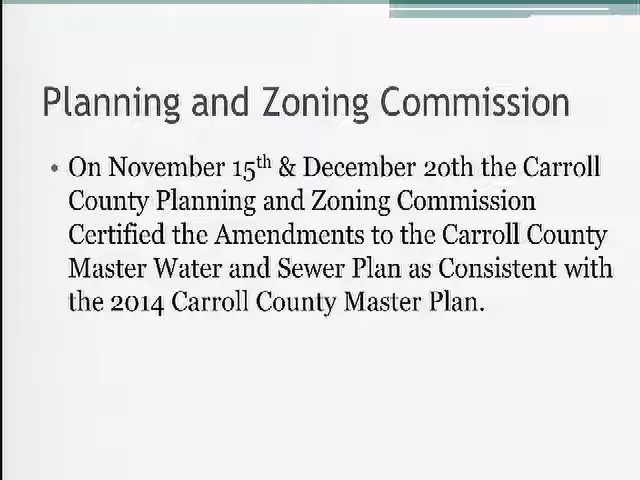 Planning and Zoning Commission
• On November 15th & December 20th the Carroll
County Planning and Zoning Commission
Certified the Amendments to the Carroll County
Master Water and Sewer Plan as Consistent with
the 2014 Carroll County Master Plan.